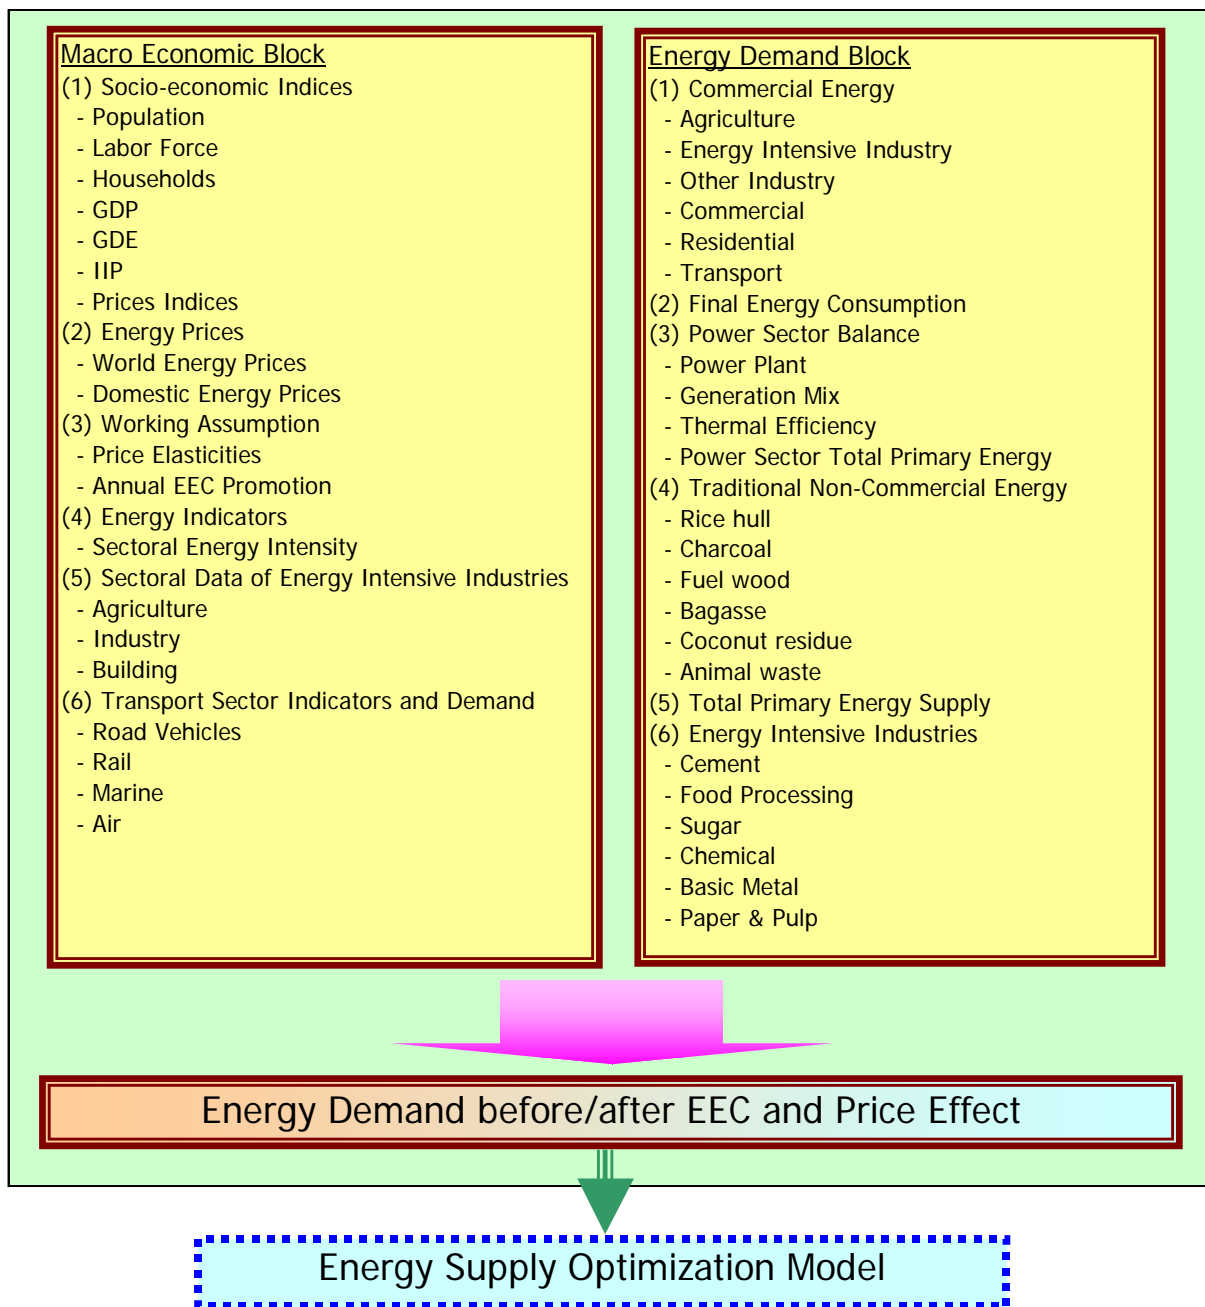 Macro Economic Block
(1) Socio-economic Indices
- Population
- Labor Force
- Households
- GDP
- GDE
- IIP
- Prices Indices
(2) Energy Prices
- World Energy Prices
- Domestic Energy Prices
(3) Working Assumption
- Price Elasticities
- Annual EEC Promotion
(4) Energy Indicators
- Sectoral Energy Intensity
(5) Sectoral Data of Energy Intensive Industries
- Agriculture
- Industry
- Building
(6) Transport Sector Indicators and Demand
- Road Vehicles
- Rail
- Marine
- Air
Energy Demand Block
(1) Commercial Energy
- Agriculture
- Energy Intensive Industry
- Other Industry
- Commercial
- Residential
- Transport
(2) Final Energy Consumption
(3) Power Sector Balance
- Power Plant
- Generation Mix
- Thermal Efficiency
- Power Sector Total Primary Energy
(4) Traditional Non-Commercial Energy
- Rice hull
- Charcoal
- Fuel wood
- Bagasse
- Coconut residue
- Animal waste
(5) Total Primary Energy Supply
(6) Energy Intensive Industries
- Cement
- Food Processing
- Sugar
- Chemical
- Basic Metal
- Paper & Pulp
Energy Demand before/after EEC and Price Effect
Energy Supply Optimization Model